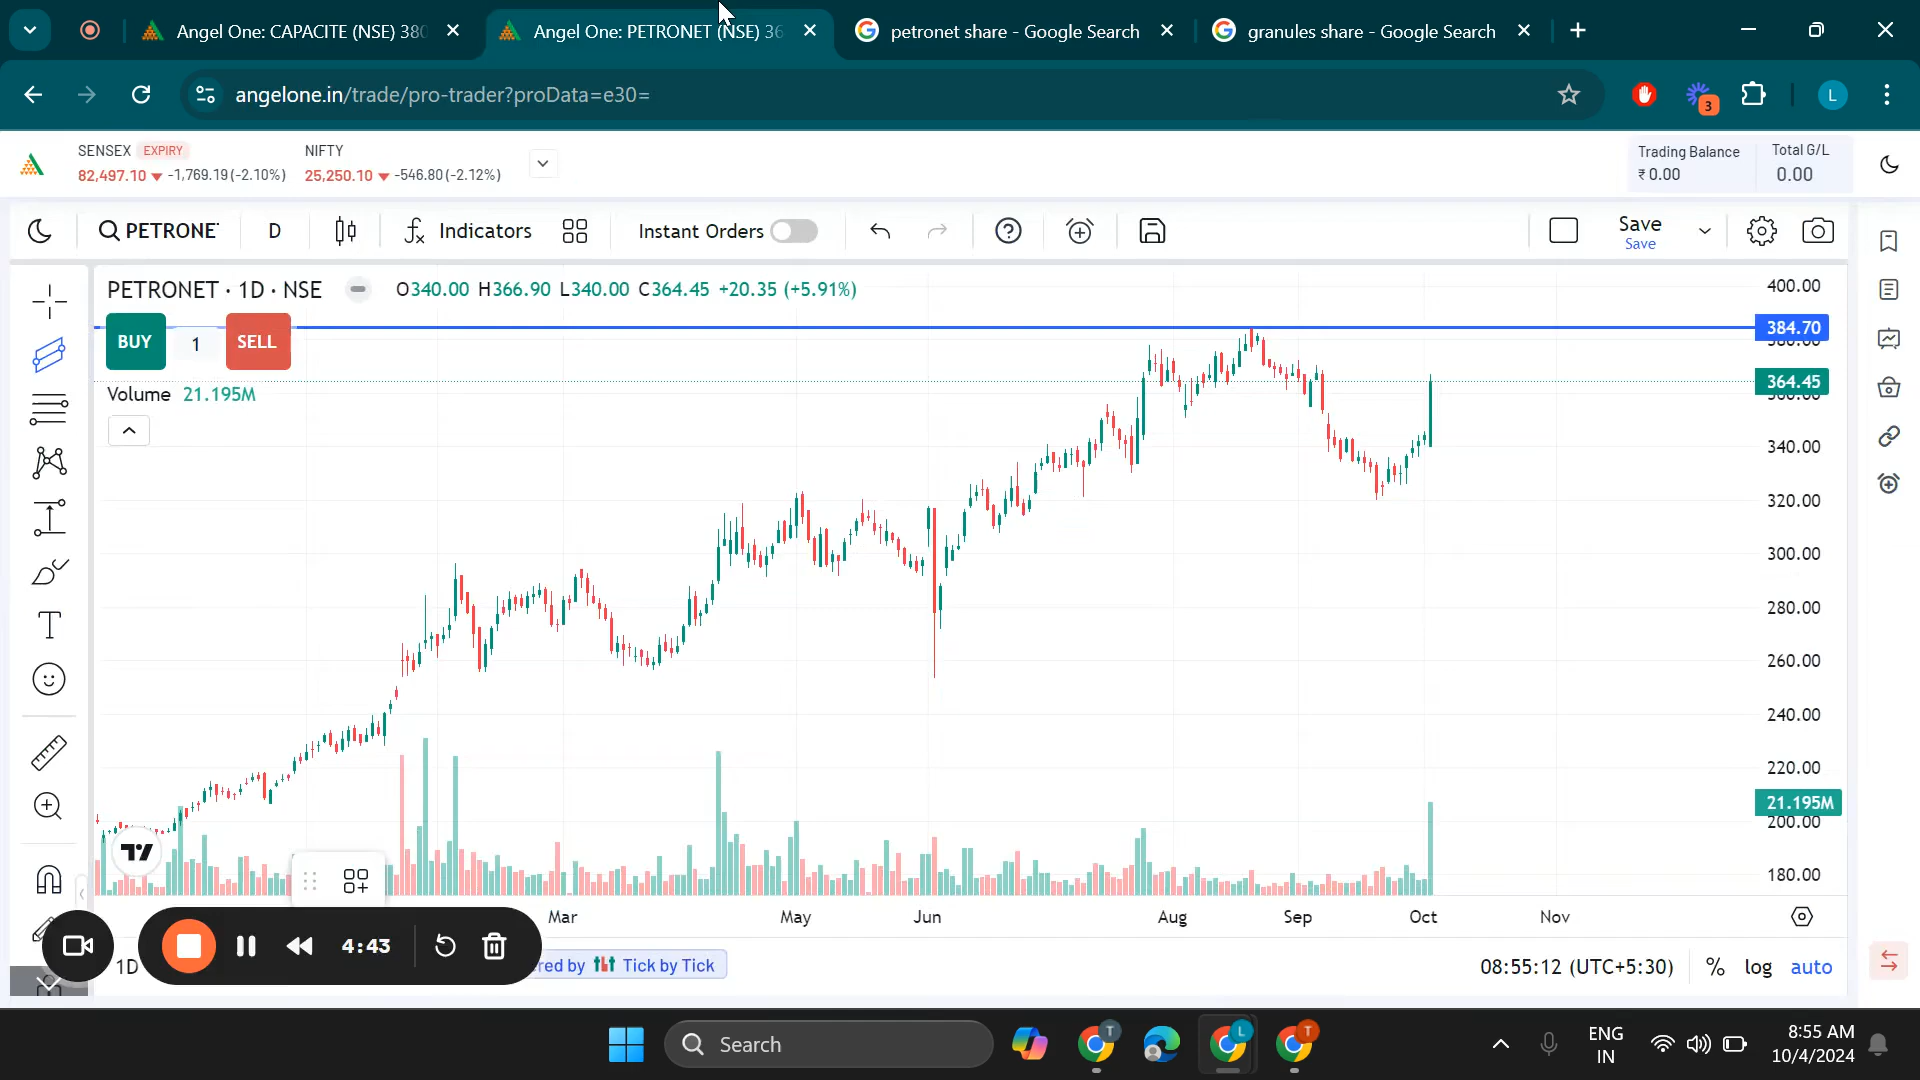 Angel One: CAPACITE (NSE) 380
Angel One: PETRONET (NSE) 36
petronet share - Google Search
granules share - Google Search
angelone.in/trade/pro-trader?proData=e30=
3
L
SENSEX EXPIRY
82,497.10 -1,769.19 (-2.10%)
NIFTY
25,250.10 -546.80 (-2.12%)
Trading Balance
₹ 0.00
Total G/L
0.00
PETRONET
D
Indicators
Instant Orders
Save
Save
PETRONET · 1D · NSE
O340.00 H366.90 L340.00 C364.45 +20.35 (+5.91%)
BUY
1
SELL
Volume 21.195M
400.00
384.70
364.45
340.00
320.00
300.00
280.00
260.00
240.00
220.00
21.195M
200.00
180.00
Mar
May
Jun
Aug
Sep
Oct
Nov
4:43
1D
red by Tick by Tick
08:55:12 (UTC+5:30)
%
log
auto
Search
T
L
T
ENG
IN
8:55 AM
10/4/2024